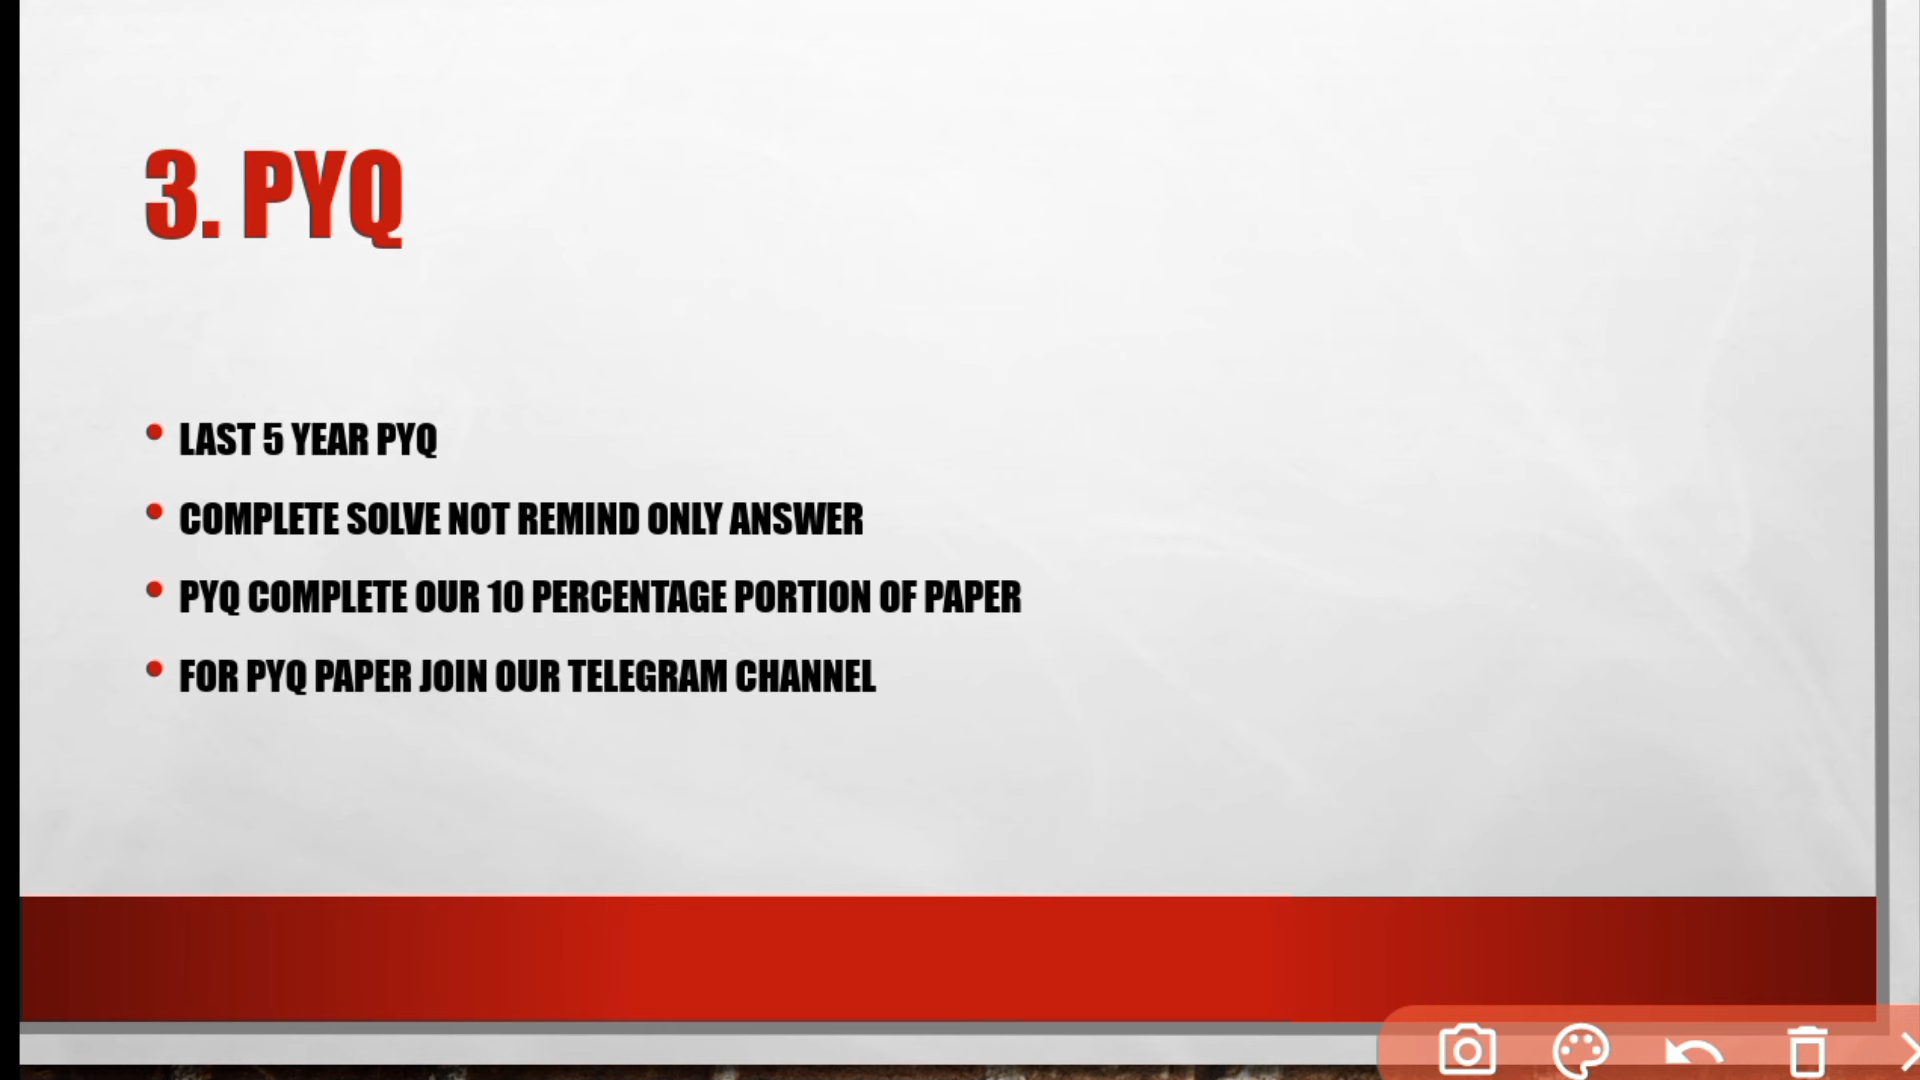 3. PYQ
LAST 5 YEAR PYQ
COMPLETE SOLVE NOT REMIND ONLY ANSWER
PYQ COMPLETE OUR 10 PERCENTAGE PORTION OF PAPER
FOR PYQ PAPER JOIN OUR TELEGRAM CHANNEL